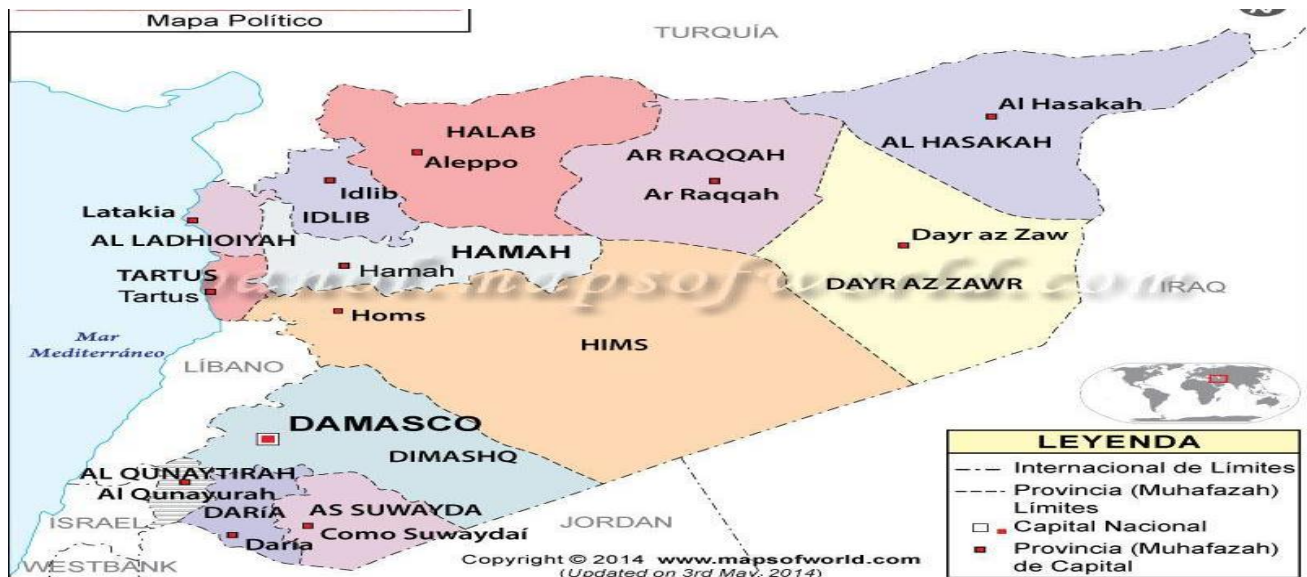 Mapa Político
TURQUÍA
Al Hasakah
HALAB
AL HASAKAH
Aleppo
AR RAQQAH
Idlib
Ar Raqqah
Latakia
IDLIB
Dayr az Zaw
AL LADHIOIYAH
HAMAH
TARTUS
Hamah
DAYR AZ ZAWR
IRAQ
Tartus
Homs
Mar
Mediterráneo
HIMS
LÍBANO
DAMASCO
DIMASHQ
AL QUNAYTIRAH
Al Qunayurah
DARíA
AS SUWAYDA
ISRAEL
JORDAN
Daría
Como Suwaydaí
WESTBANK
LEYENDA
Internacional de Límites
Provincia (Muhafazah)
Límites
Capital Nacional
Provincia (Muhafazah)
de Capital
Copyright © 2014 www.mapsofworld.com
(Updated on 3rd May, 2014)